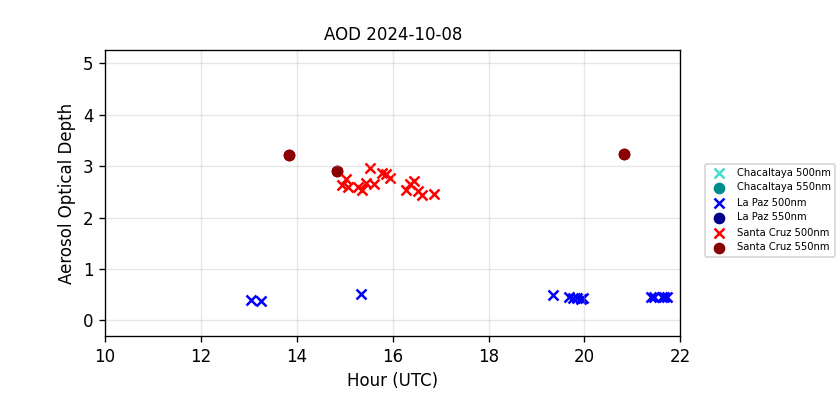 AOD 2024-10-08
5
4
3
2
1
0
Aerosol Optical Depth
10 12 14 16 18 20 22
Hour (UTC)
Chacaltaya 500nm
Chacaltaya 550nm
La Paz 500nm
La Paz 550nm
Santa Cruz 500nm
Santa Cruz 550nm